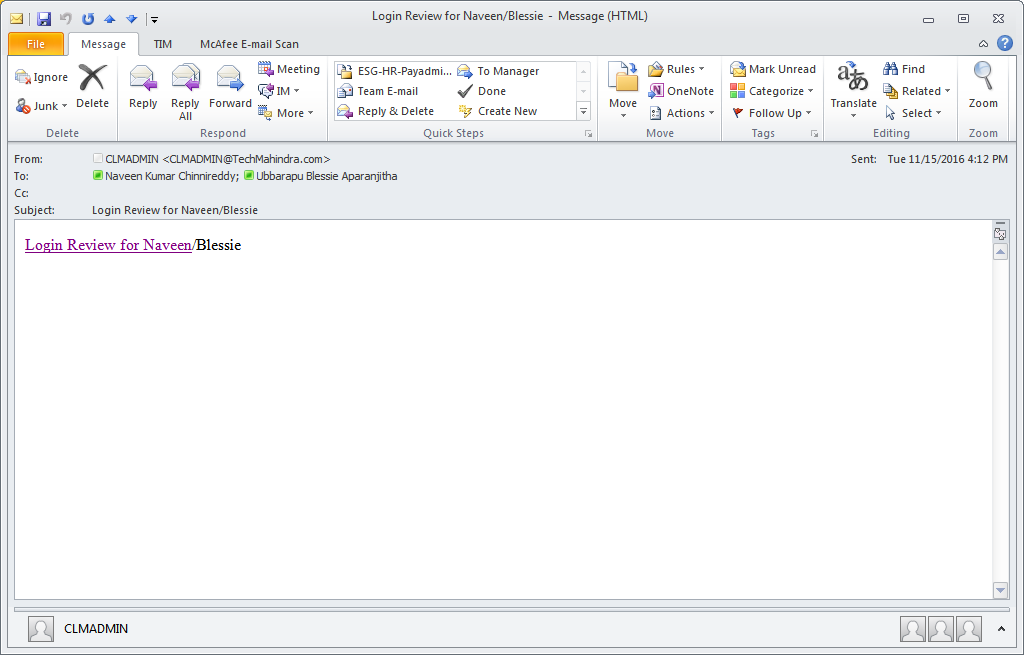 Login Review for Naveen/Blessie - Message (HTML)
File Message TIM McAfee E-mail Scan
Ignore
Junk
Delete
Delete
Reply
Reply All
Forward
Meeting
IM
More
Respond
ESG-HR-Payadmi...
Team E-mail
Reply & Delete
To Manager
Done
Create New
Quick Steps
Move
Rules
OneNote
Actions
Move
Mark Unread
Categorize
Follow Up
Tags
Translate
Find
Related
Select
Editing
Zoom
Zoom
From: CLMADMIN <CLMADMIN@TechMahindra.com> Sent: Tue 11/15/2016 4:12 PM
To: Naveen Kumar Chinnireddy; Ubbarapu Blessie Aparanjitha
Cc:
Subject: Login Review for Naveen/Blessie
Login Review for Naveen/Blessie
CLMADMIN